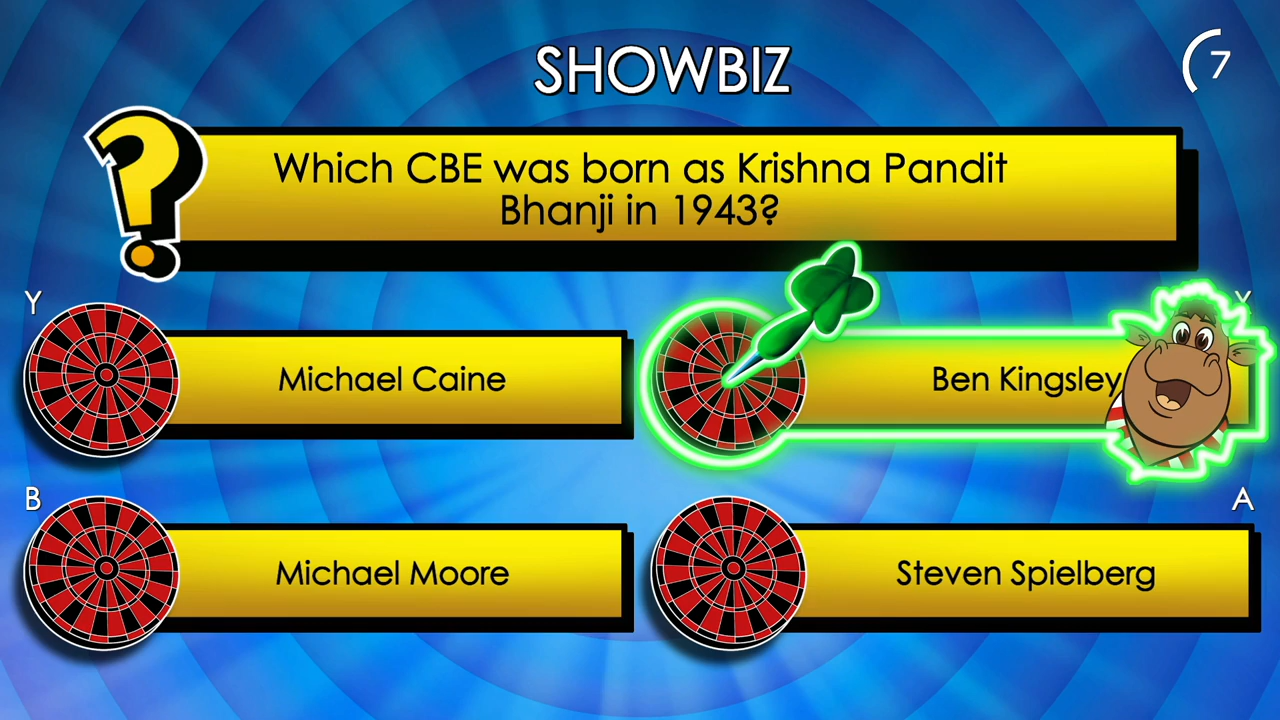 SHOWBIZ
7
?
Which CBE was born as Krishna Pandit
Bhanji in 1943?
Y
Michael Caine
X
Ben Kingsley
B
Michael Moore
A
Steven Spielberg